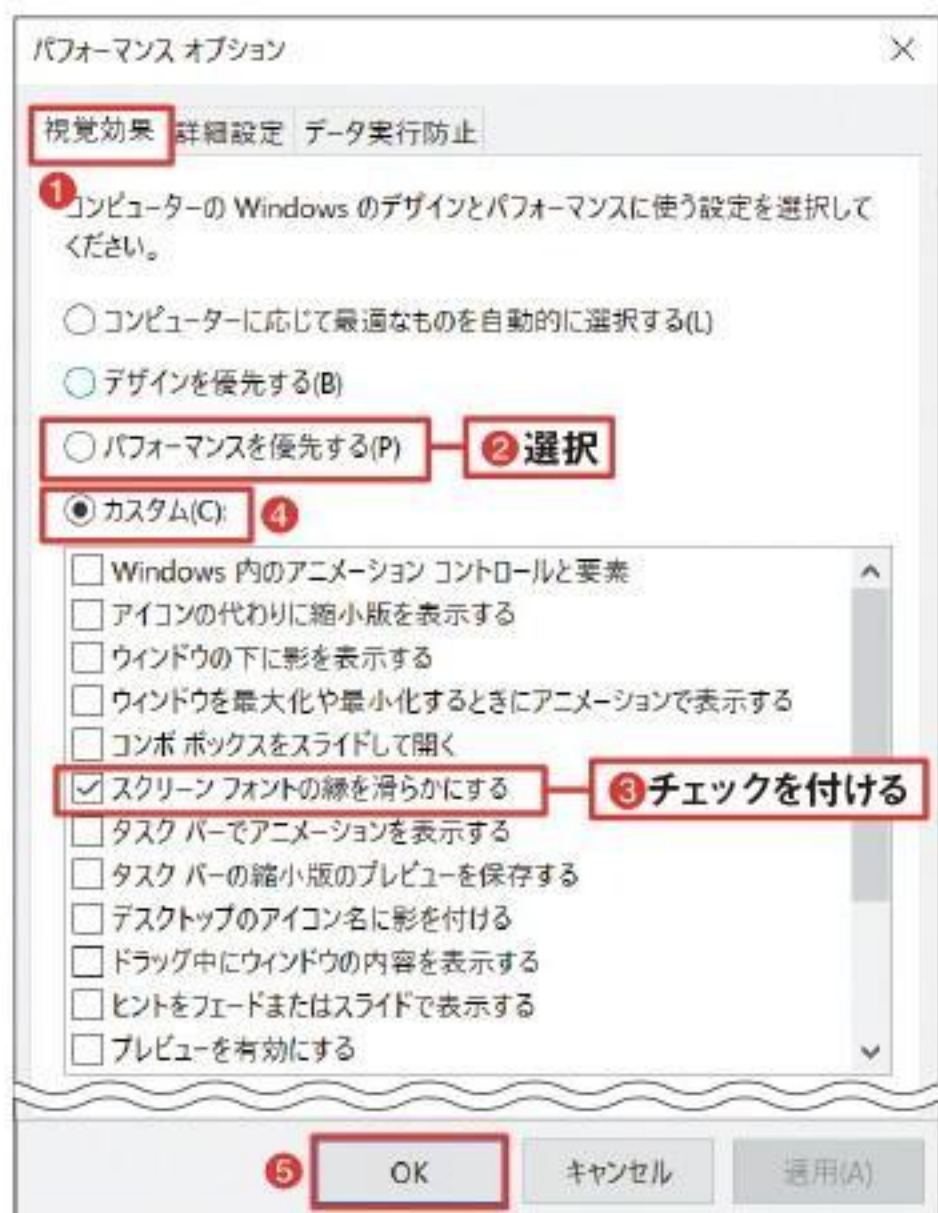 パフォーマンス オプション
視覚効果 詳細設定 データ実行防止
❶
コンピューターの Windows のデザインとパフォーマンスに使う設定を選択して
ください。
コンピューターに応じて最適なものを自動的に選択する(L)
デザインを優先する(B)
パフォーマンスを優先する(P) ❷選択
カスタム(C): ❹
Windows 内のアニメーション コントロールと要素
アイコンの代わりに縮小版を表示する
ウィンドウの下に影を表示する
ウィンドウを最大化や最小化するときにアニメーションで表示する
コンボ ボックスをスライドして開く
スクリーン フォントの縁を滑らかにする ❸チェックを付ける
タスク バーでアニメーションを表示する
タスク バーの縮小版のプレビューを保存する
デスクトップのアイコン名に影を付ける
ドラッグ中にウィンドウの内容を表示する
ヒントをフェードまたはスライドで表示する
プレビューを有効にする
❺ OK キャンセル 適用(A)